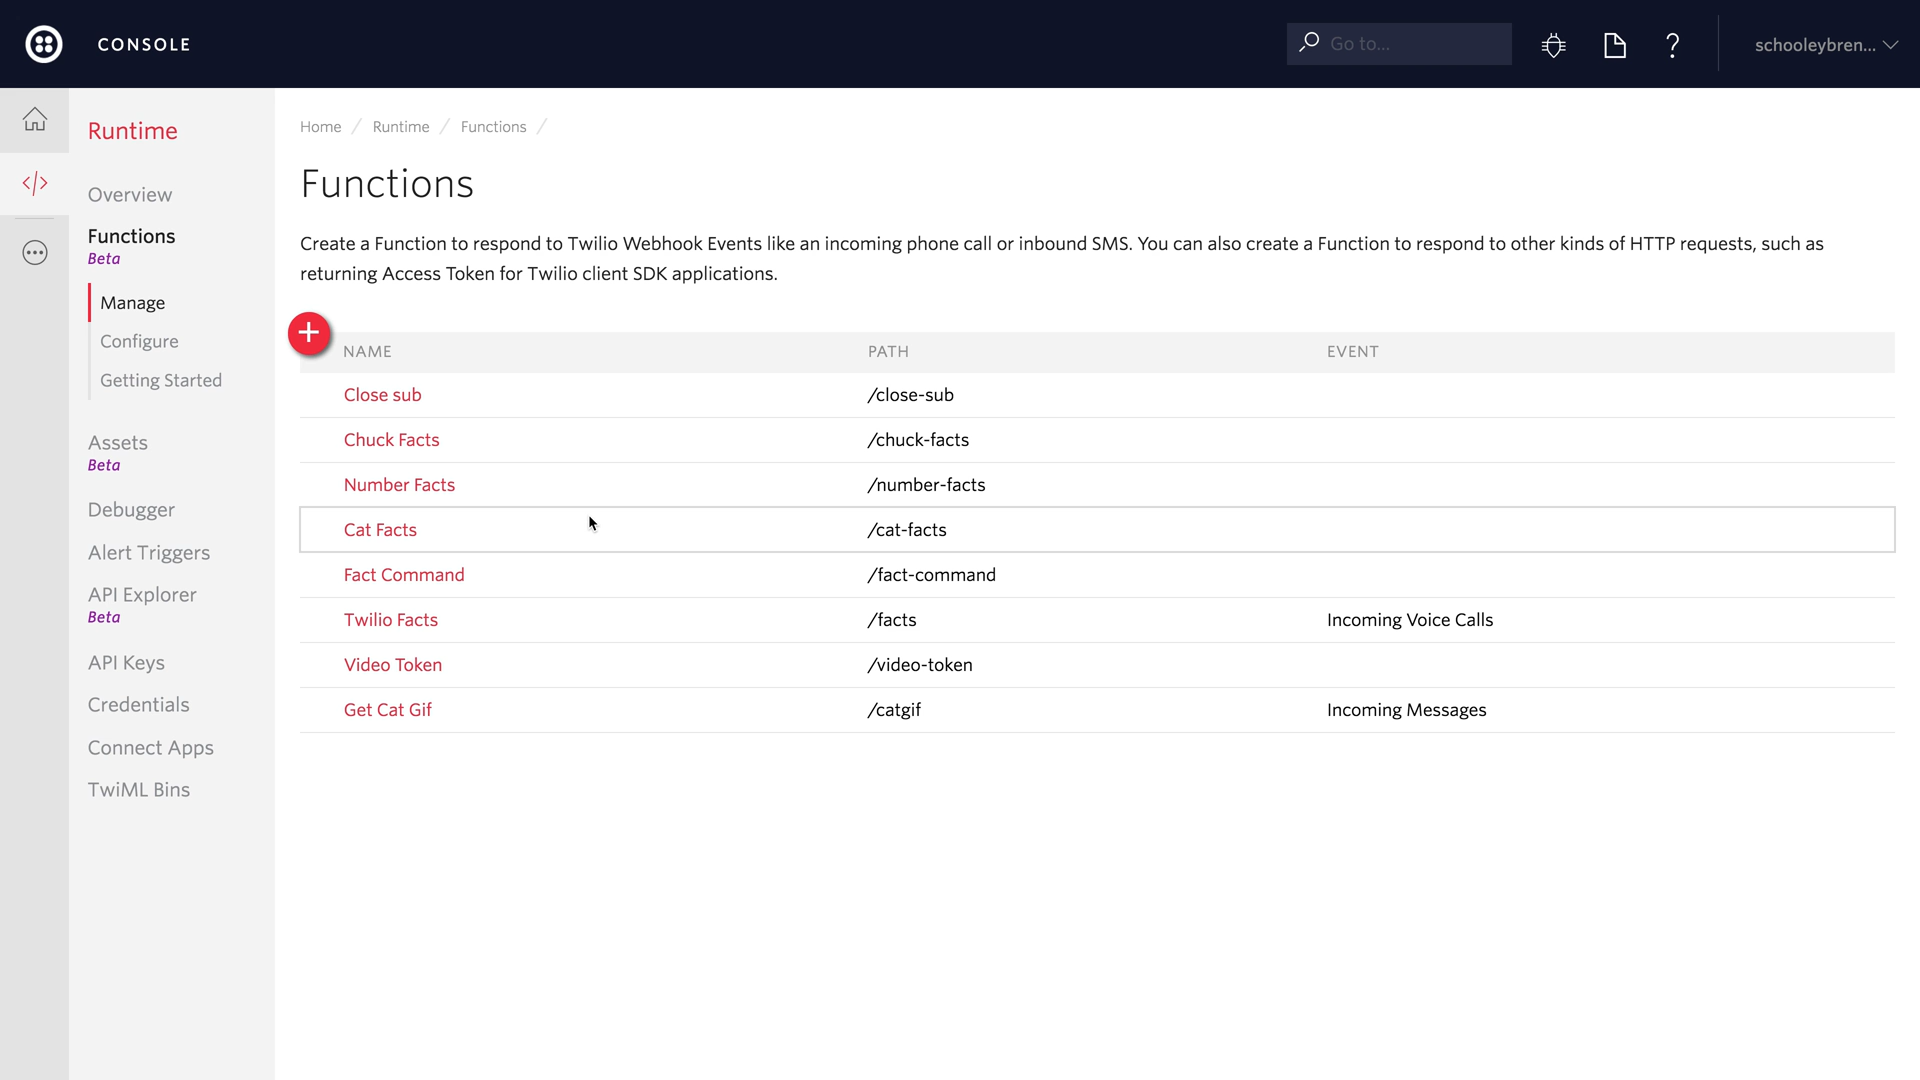 CONSOLE
Go to...
?
schooleybren...
Runtime
Overview
Functions
Beta
Manage
Configure
Getting Started
Assets
Beta
Debugger
Alert Triggers
API Explorer
Beta
API Keys
Credentials
Connect Apps
TwiML Bins
Home / Runtime / Functions /
Functions
Create a Function to respond to Twilio Webhook Events like an incoming phone call or inbound SMS. You can also create a Function to respond to other kinds of HTTP requests, such as
returning Access Token for Twilio client SDK applications.
+
NAME PATH EVENT
Close sub /close-sub
Chuck Facts /chuck-facts
Number Facts /number-facts
Cat Facts /cat-facts
Fact Command /fact-command
Twilio Facts /facts Incoming Voice Calls
Video Token /video-token
Get Cat Gif /catgif Incoming Messages